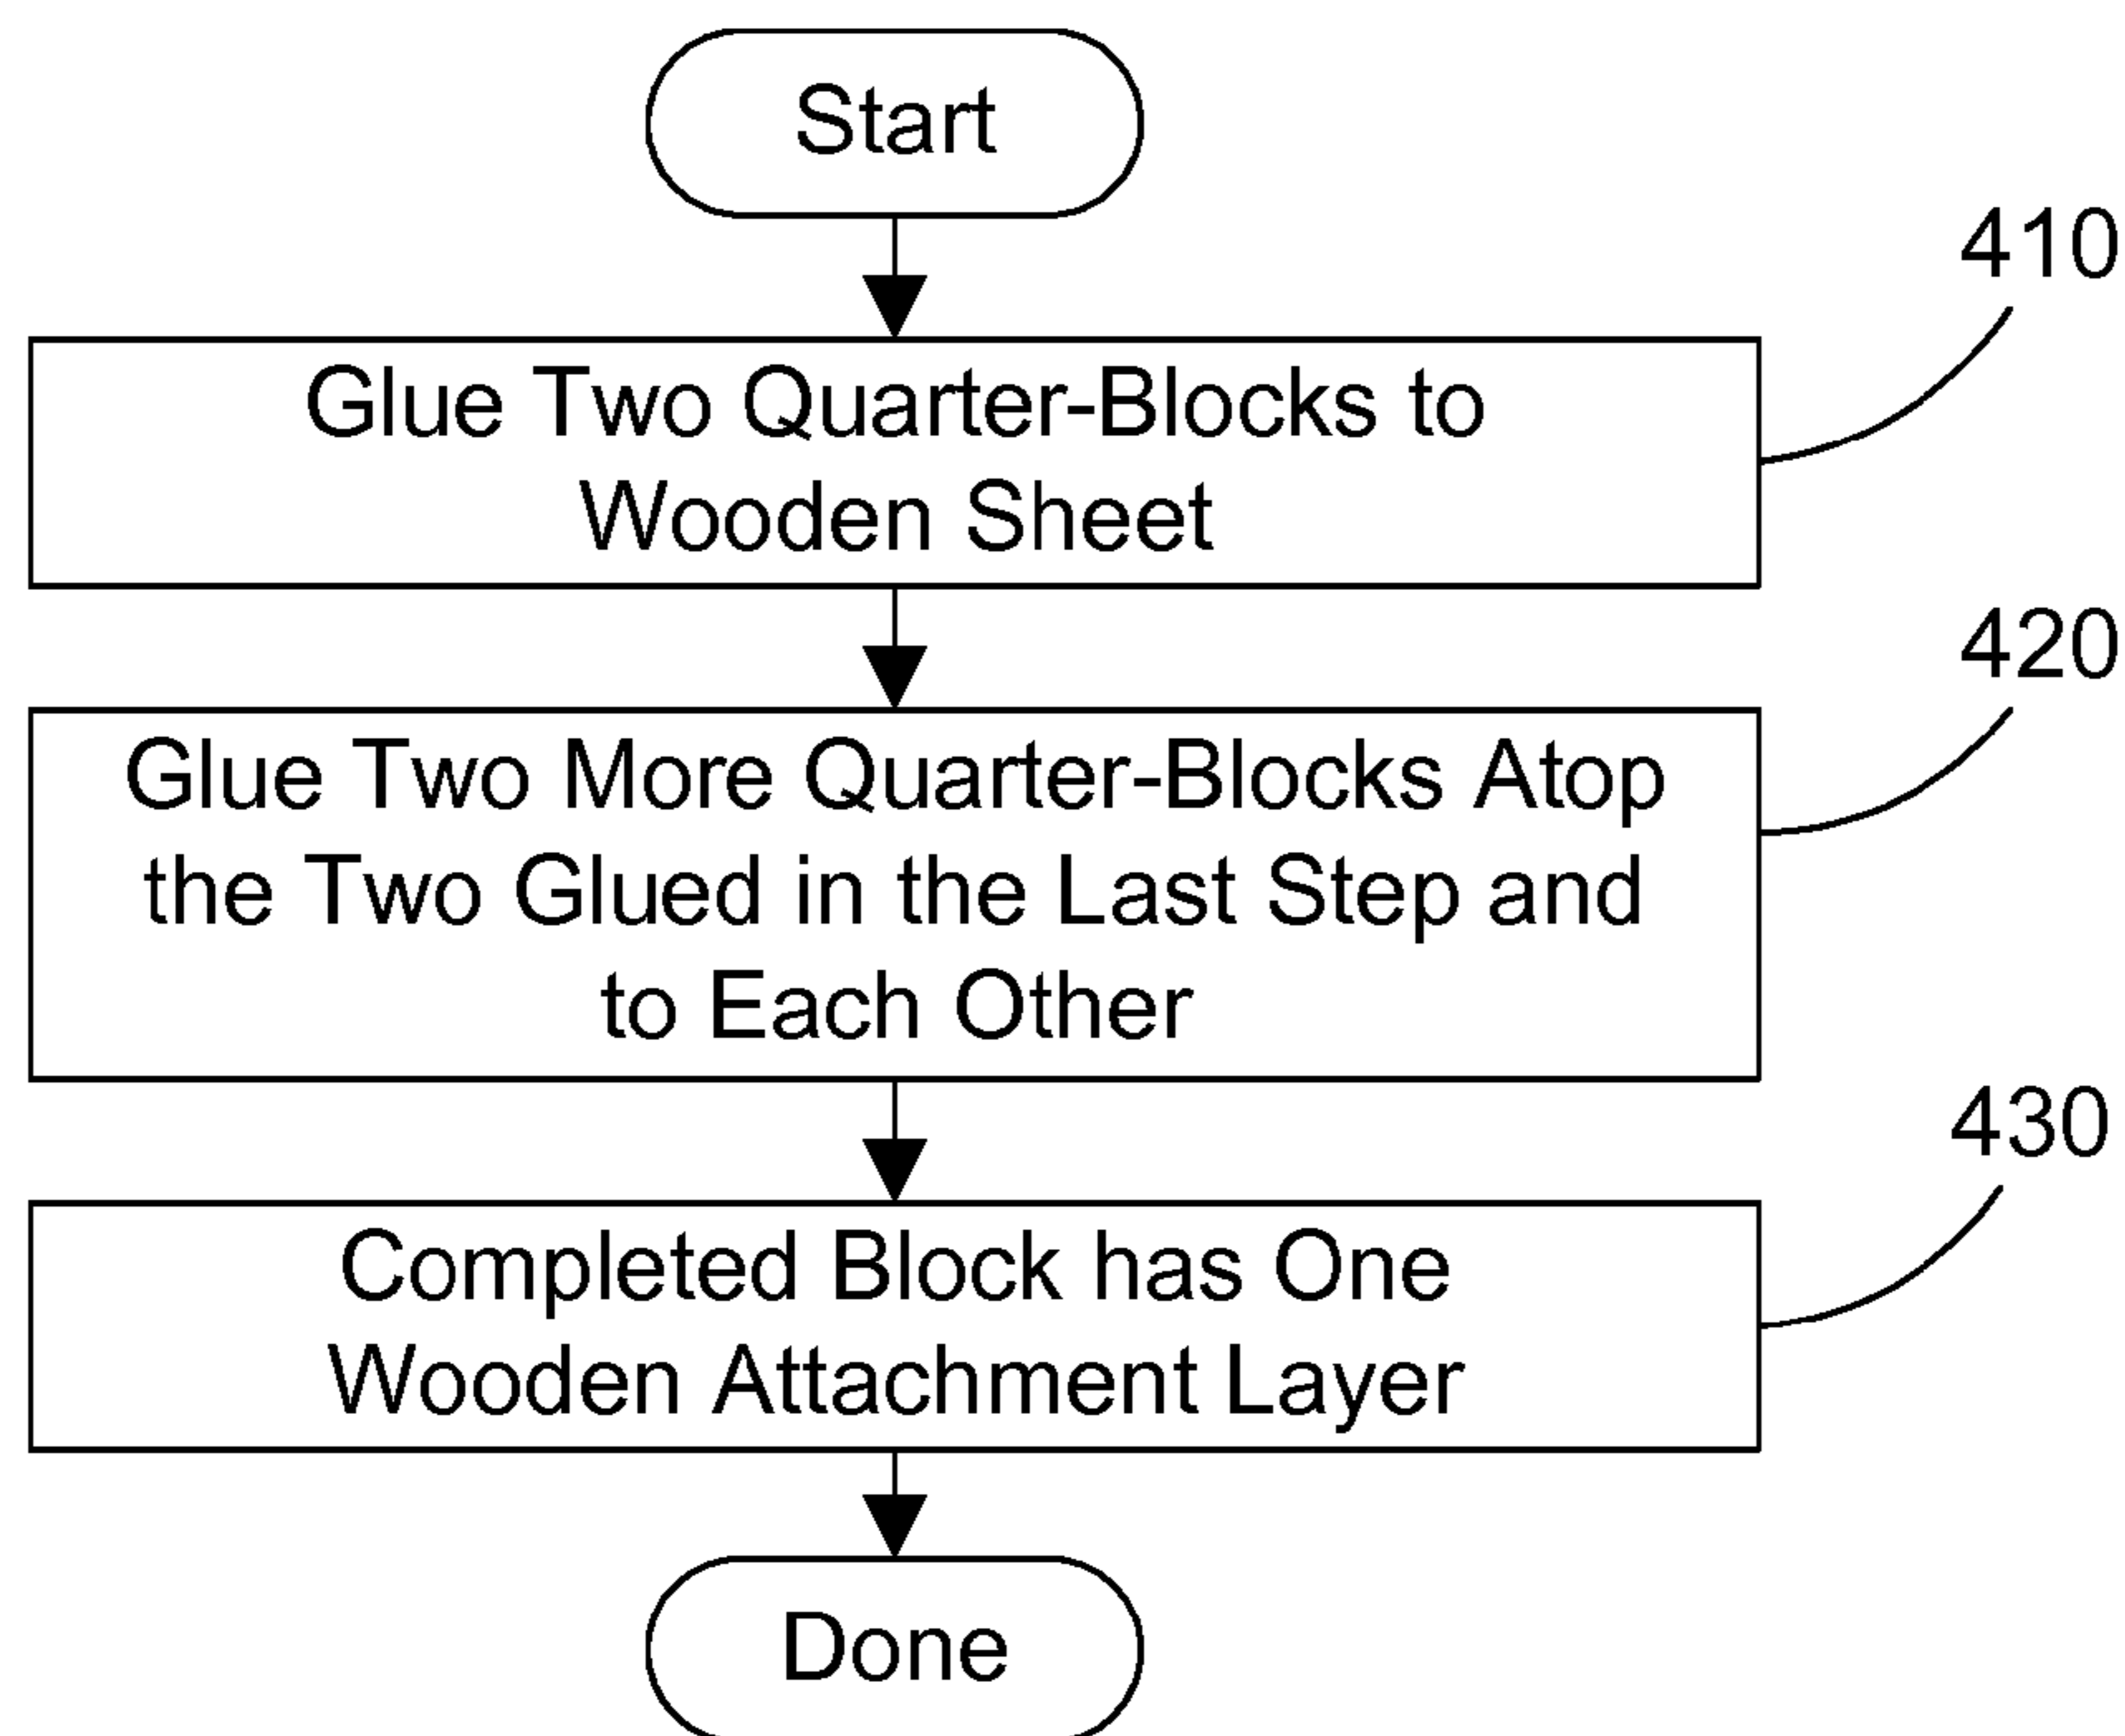 Start
410
Glue Two Quarter-Blocks to
Wooden Sheet
420
Glue Two More Quarter-Blocks Atop
the Two Glued in the Last Step and
to Each Other
430
Completed Block has One
Wooden Attachment Layer
Done